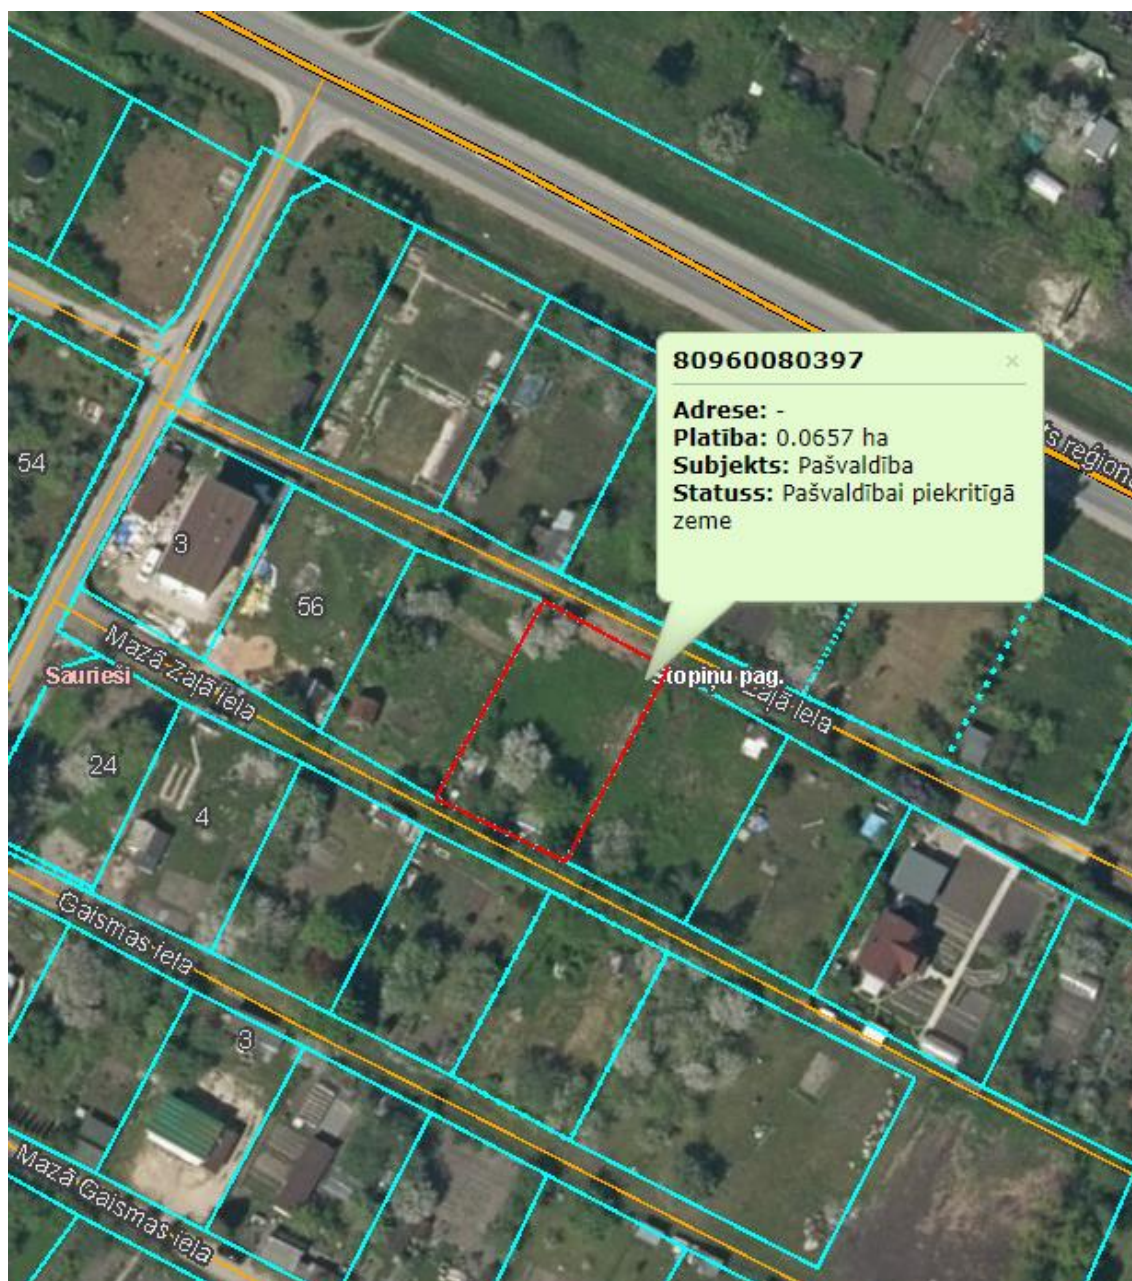 80960080397
×
Adrese: -
Platība: 0.0657 ha
Subjekts: Pašvaldība
Statuss: Pašvaldībai piekritīgā
zeme
54
3
56
Mazā Zaļā iela
Saurieši
Stopiņu pag.
Zaļā iela
24
4
Gaismas iela
3
Mazā Gaismas iela